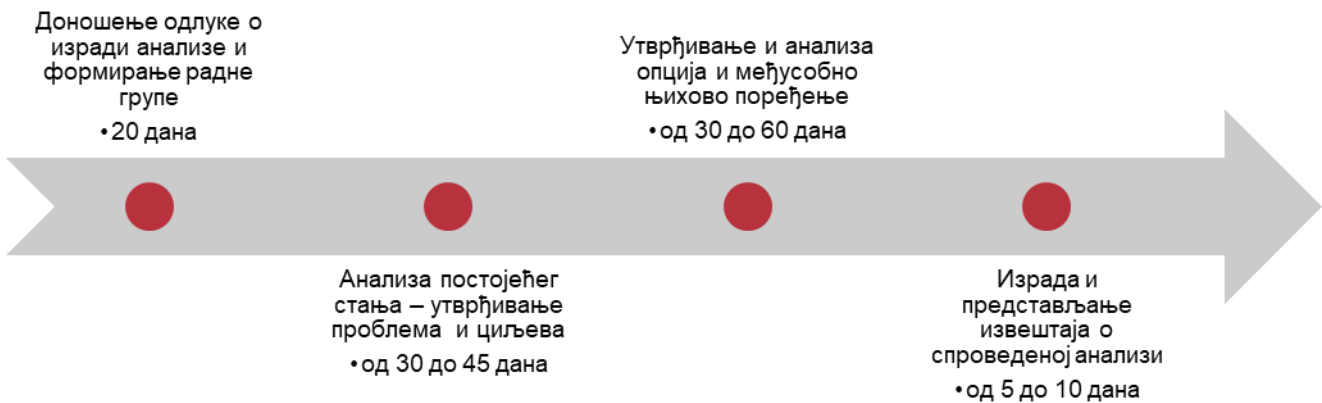 Доношење одлуке о
изради анализе и
формирање радне
групе
•20 дана
Анализа постојећег
стања – утврђивање
проблема и циљева
•од 30 до 45 дана
Утврђивање и анализа
опција и међусобно
њихово поређење
•од 30 до 60 дана
Израда и
представљање
извештаја о
спроведеној анализи
•од 5 до 10 дана